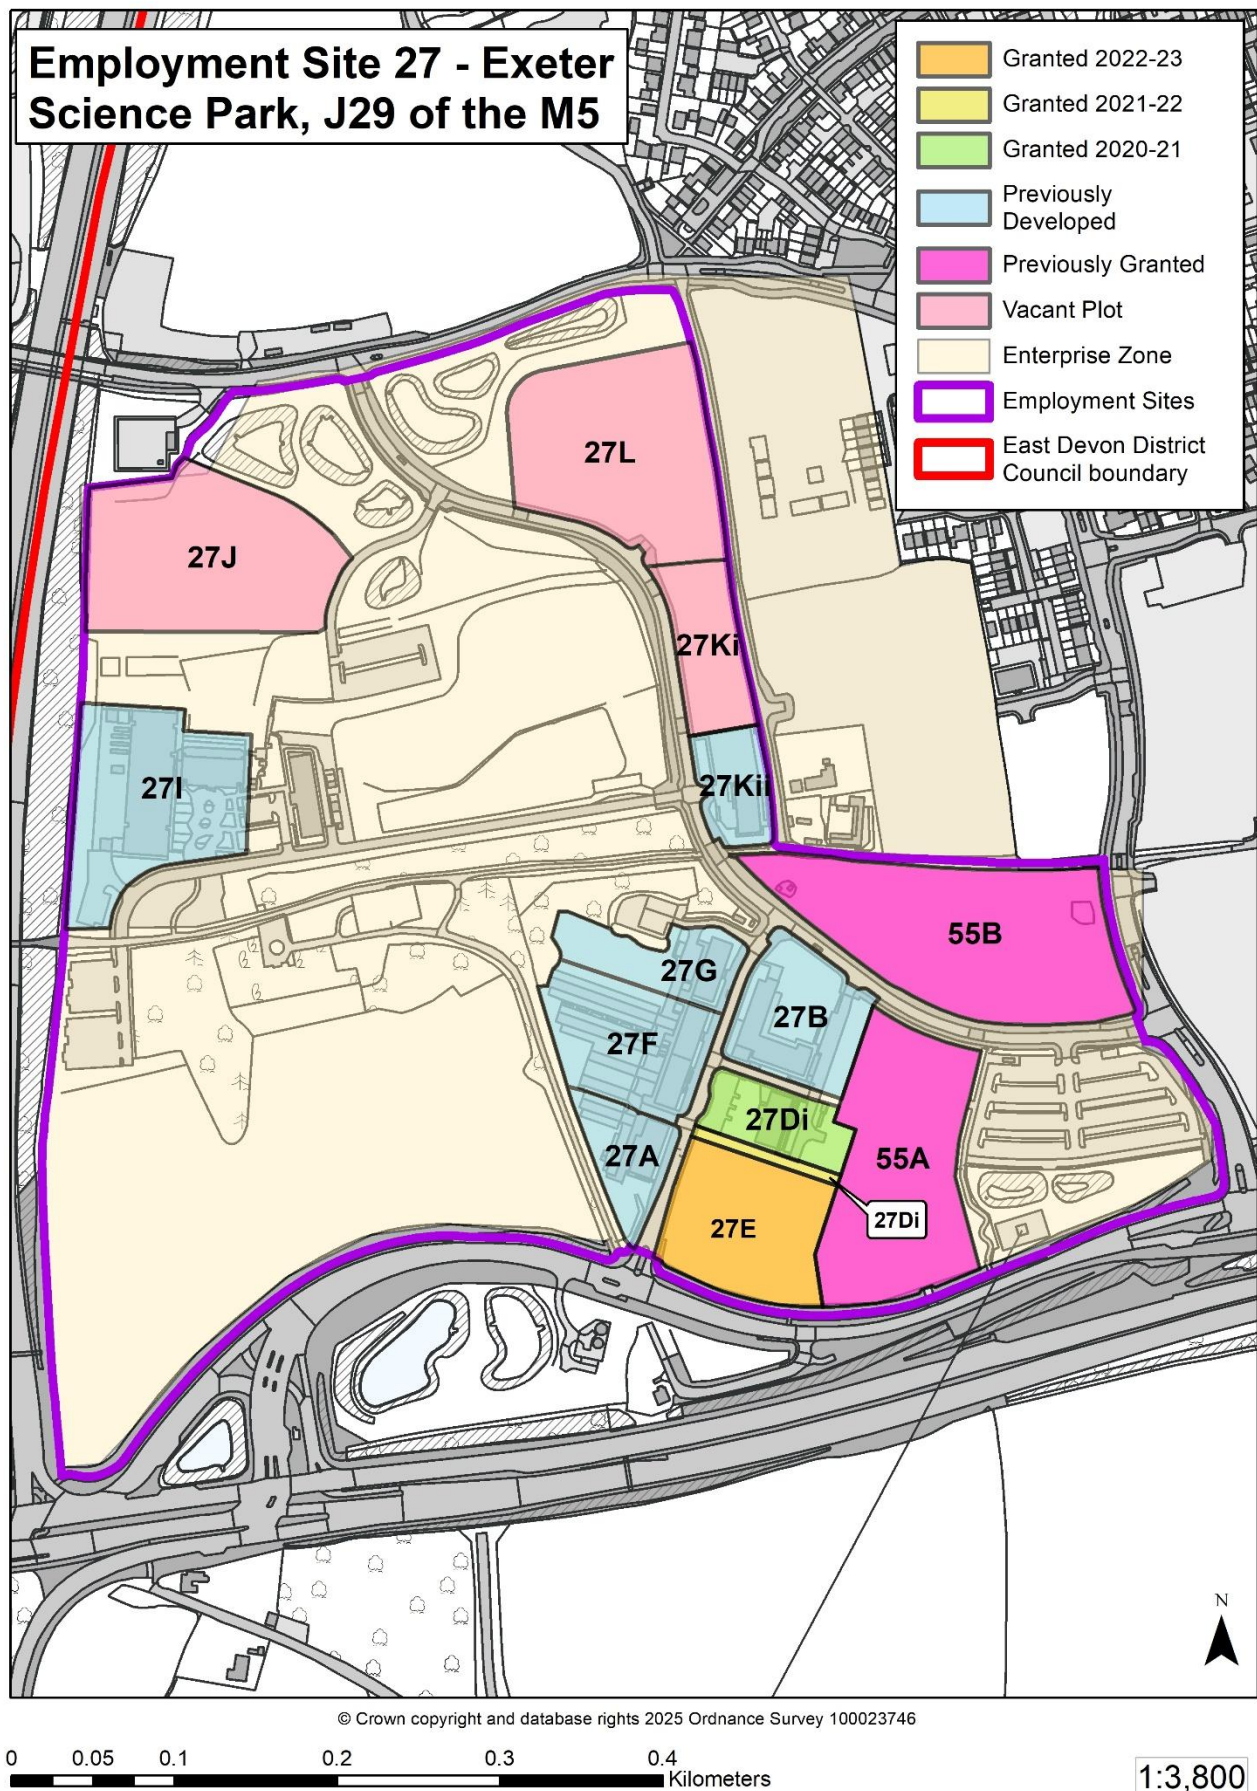 Employment Site 27 - Exeter
Science Park, J29 of the M5
Granted 2022-23
Granted 2021-22
Granted 2020-21
Previously
Developed
Previously Granted
Vacant Plot
Enterprise Zone
Employment Sites
East Devon District
Council boundary
27L
27J
27Ki
27Kii
27I
55B
27G
27B
27F
27Di
27A
55A
27Di
27E
N
© Crown copyright and database rights 2025 Ordnance Survey 100023746
0 0.05 0.1 0.2 0.3 0.4
Kilometers
1:3,800